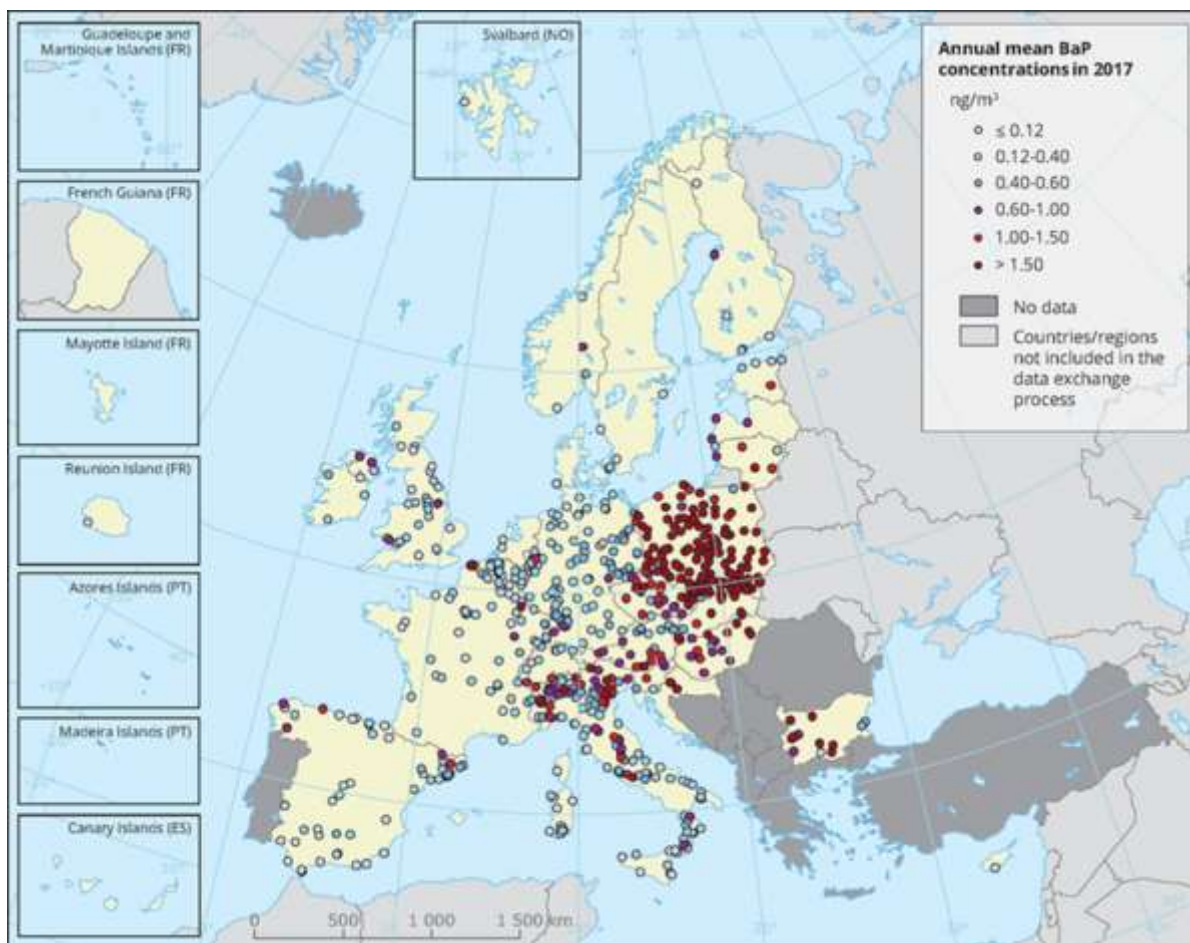 Guadeloupe and
Martinique Islands (FR)
Svalbard (NO)
Annual mean BaP
concentrations in 2017
ng/m³
≤ 0.12
0.12-0.40
0.40-0.60
0.60-1.00
1.00-1.50
> 1.50
No data
Countries/regions
not included in the
data exchange
process
French Guiana (FR)
Mayotte Island (FR)
Reunion Island (FR)
Azores Islands (PT)
Madeira Islands (PT)
Canary Islands (ES)
0 500 1 000 1 500 km